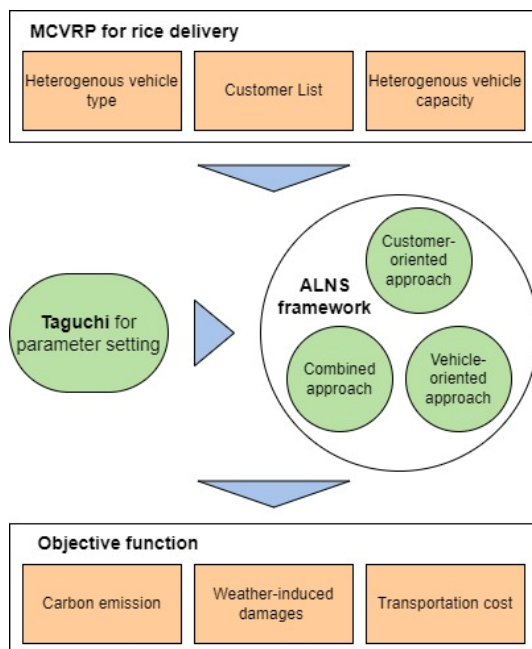 MCVRP for rice delivery
Heterogenous vehicle
type
Customer List
Heterogenous vehicle
capacity
Taguchi for
parameter setting
ALNS
framework
Customer-
oriented
approach
Combined
approach
Vehicle-
oriented
approach
Objective function
Carbon emission
Weather-induced
damages
Transportation cost